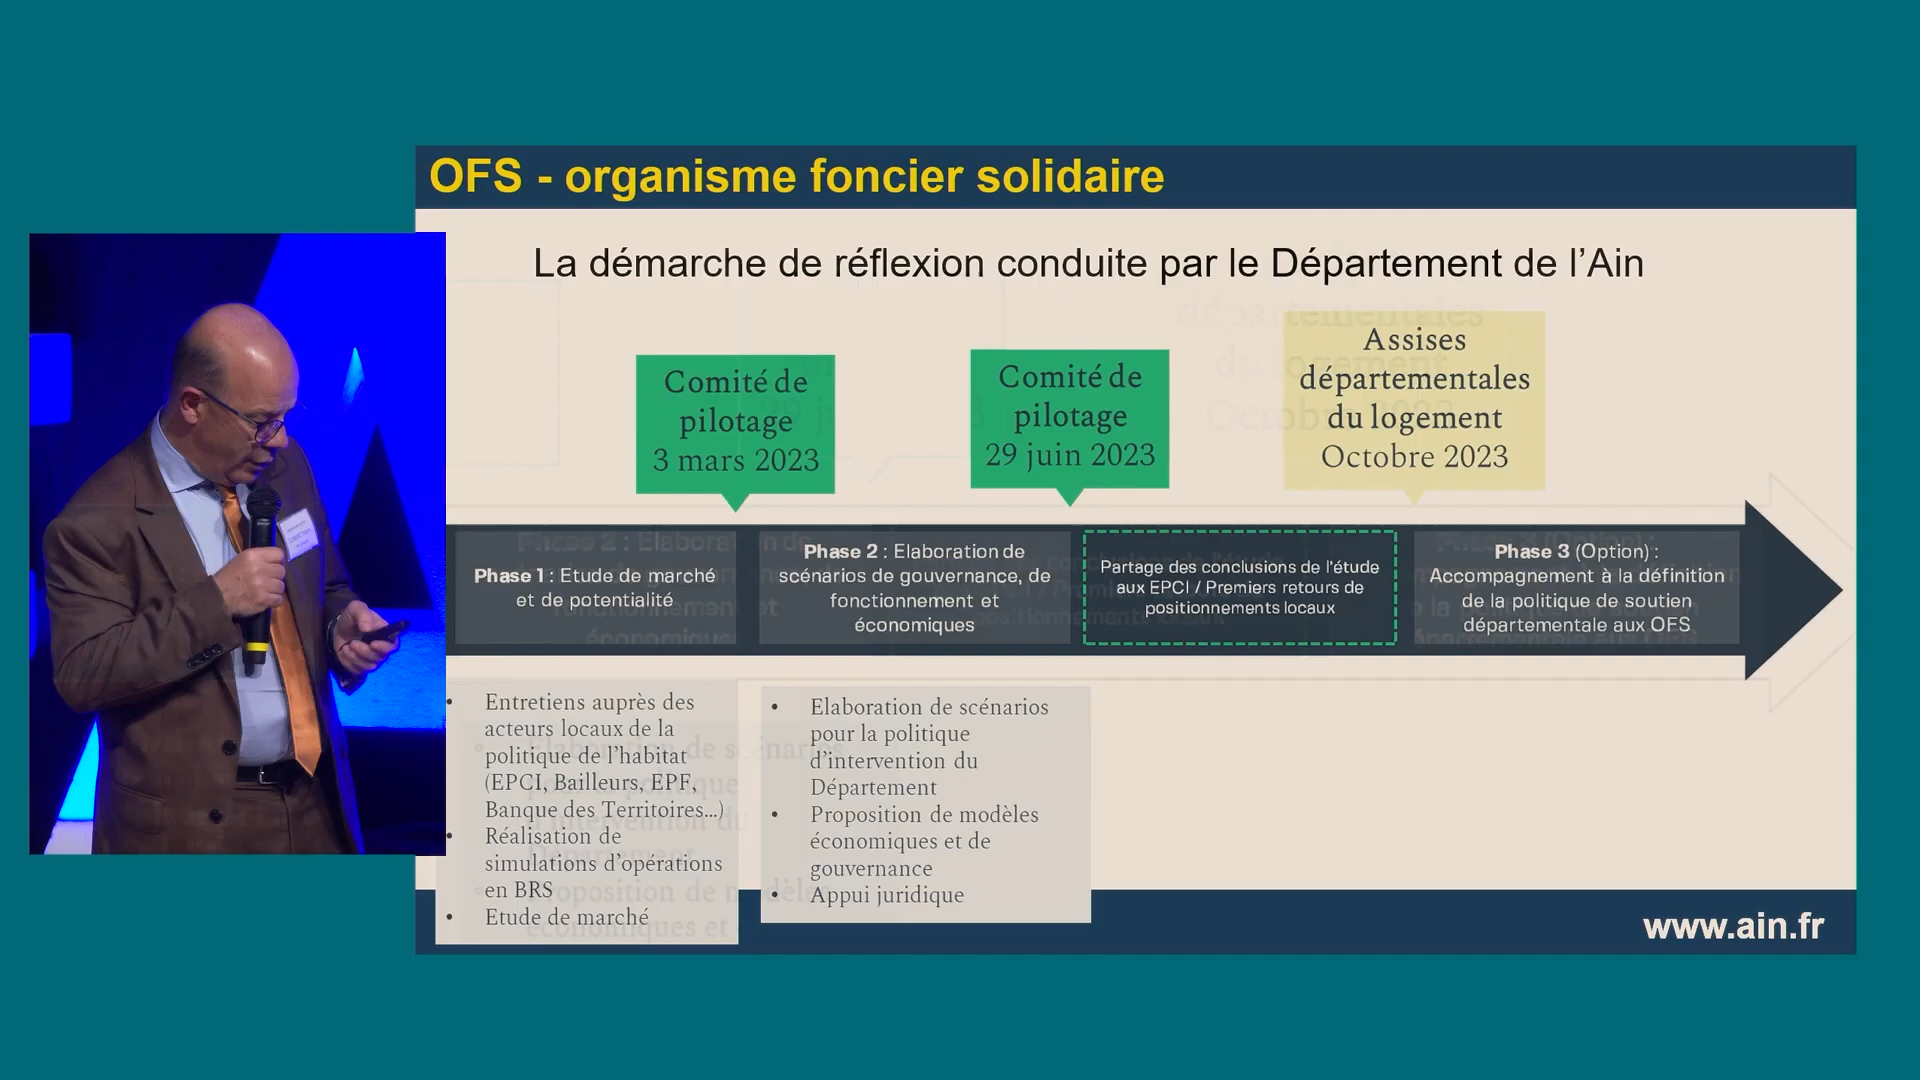 OFS - organisme foncier solidaire
La démarche de réflexion conduite par le Département de l’Ain
Comité de
pilotage
3 mars 2023
Comité de
pilotage
29 juin 2023
Assises
départementales
du logement
Octobre 2023
Phase 1 : Etude de marché
et de potentialité
Phase 2 : Elaboration de
scénarios de gouvernance, de
fonctionnement et
économiques
Partage des conclusions de l’étude
aux EPCI / Premiers retours de
positionnements locaux
Phase 3 (Option) :
Accompagnement à la définition
de la politique de soutien
départementale aux OFS
• Entretiens auprès des
acteurs locaux de la
politique de l’habitat
(EPCI, Bailleurs, EPF,
Banque des Territoires…)
• Réalisation de
simulations d’opérations
en BRS
• Etude de marché
• Elaboration de scénarios
pour la politique
d’intervention du
Département
• Proposition de modèles
économiques et de
gouvernance
• Appui juridique
www.ain.fr